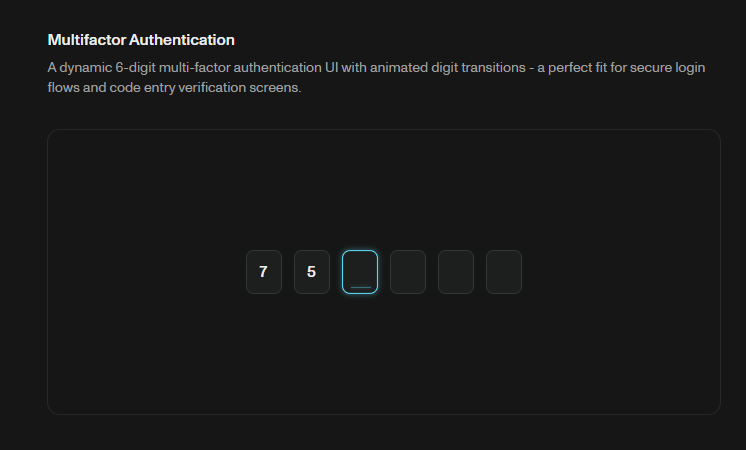 Multifactor Authentication
A dynamic 6-digit multi-factor authentication UI with animated digit transitions - a perfect fit for secure login
flows and code entry verification screens.
7 5